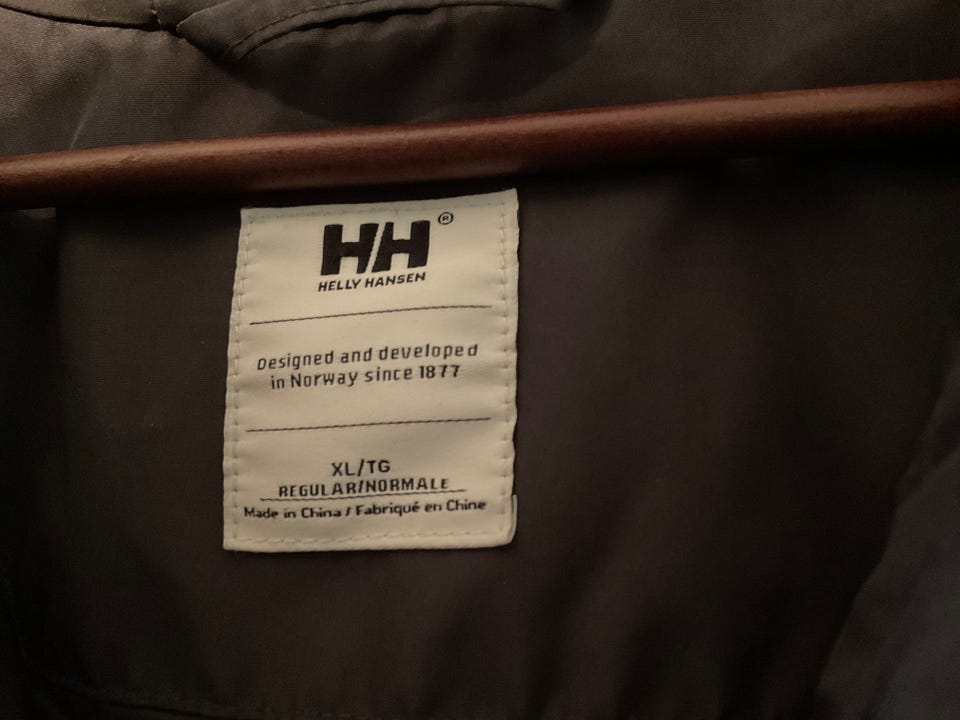 HH®
HELLY HANSEN
Designed and developed
in Norway since 1877
XL/TG
REGULAR/NORMALE
Made in China / Fabriqué en Chine